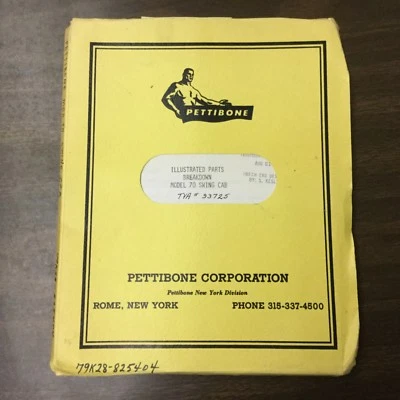 PETTIBONE
ILLUSTRATED PARTS
BREAKDOWN
MODEL 70 SWING CAB
TVA # 33725
PETTIBONE CORPORATION
Pettibone New York Division
ROME, NEW YORK PHONE 315-337-4500
79K28-825404